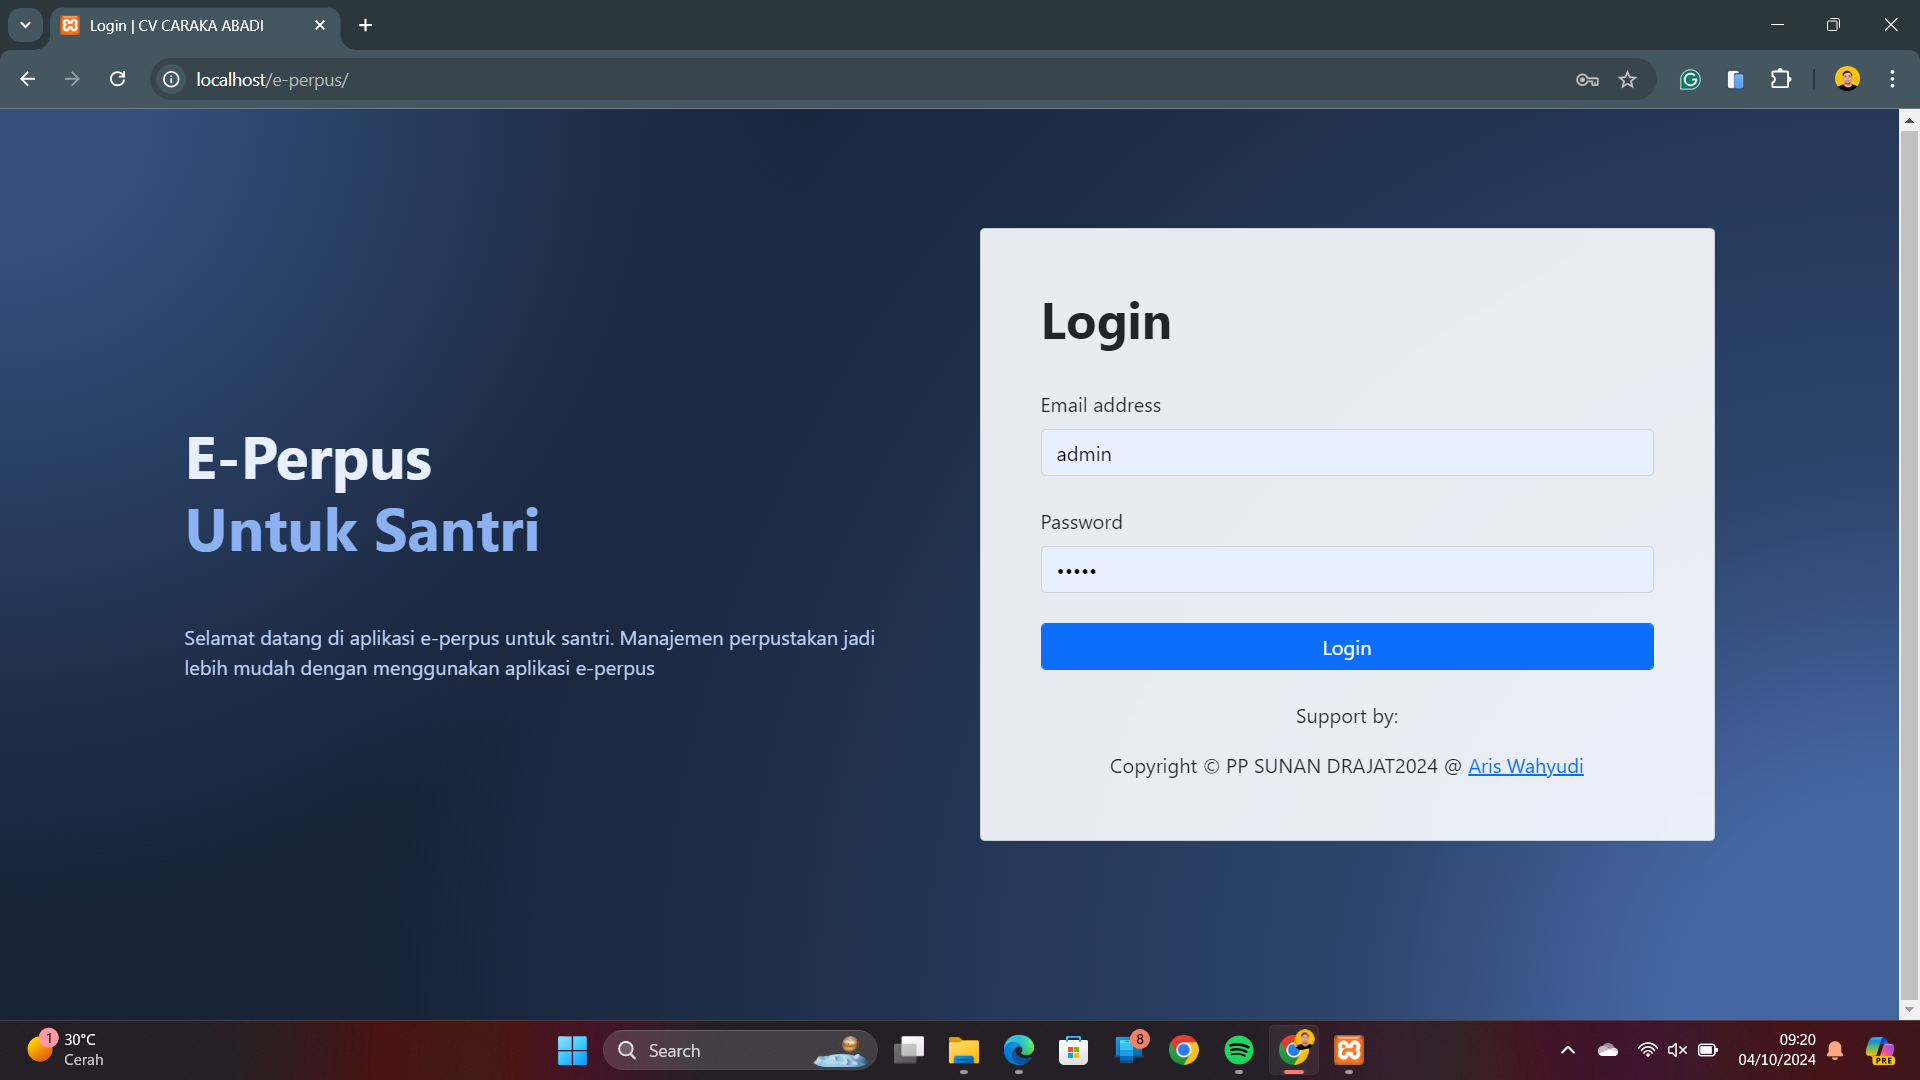 Login | CV CARAKA ABADI
localhost/e-perpus/
E-Perpus
Untuk Santri
Selamat datang di aplikasi e-perpus untuk santri. Manajemen perpustakan jadi
lebih mudah dengan menggunakan aplikasi e-perpus
Login
Email address
admin
Password
•••••
Login
Support by:
Copyright © PP SUNAN DRAJAT2024 @ Aris Wahyudi
1
30°C
Cerah
Search
8
09:20
04/10/2024
PRE